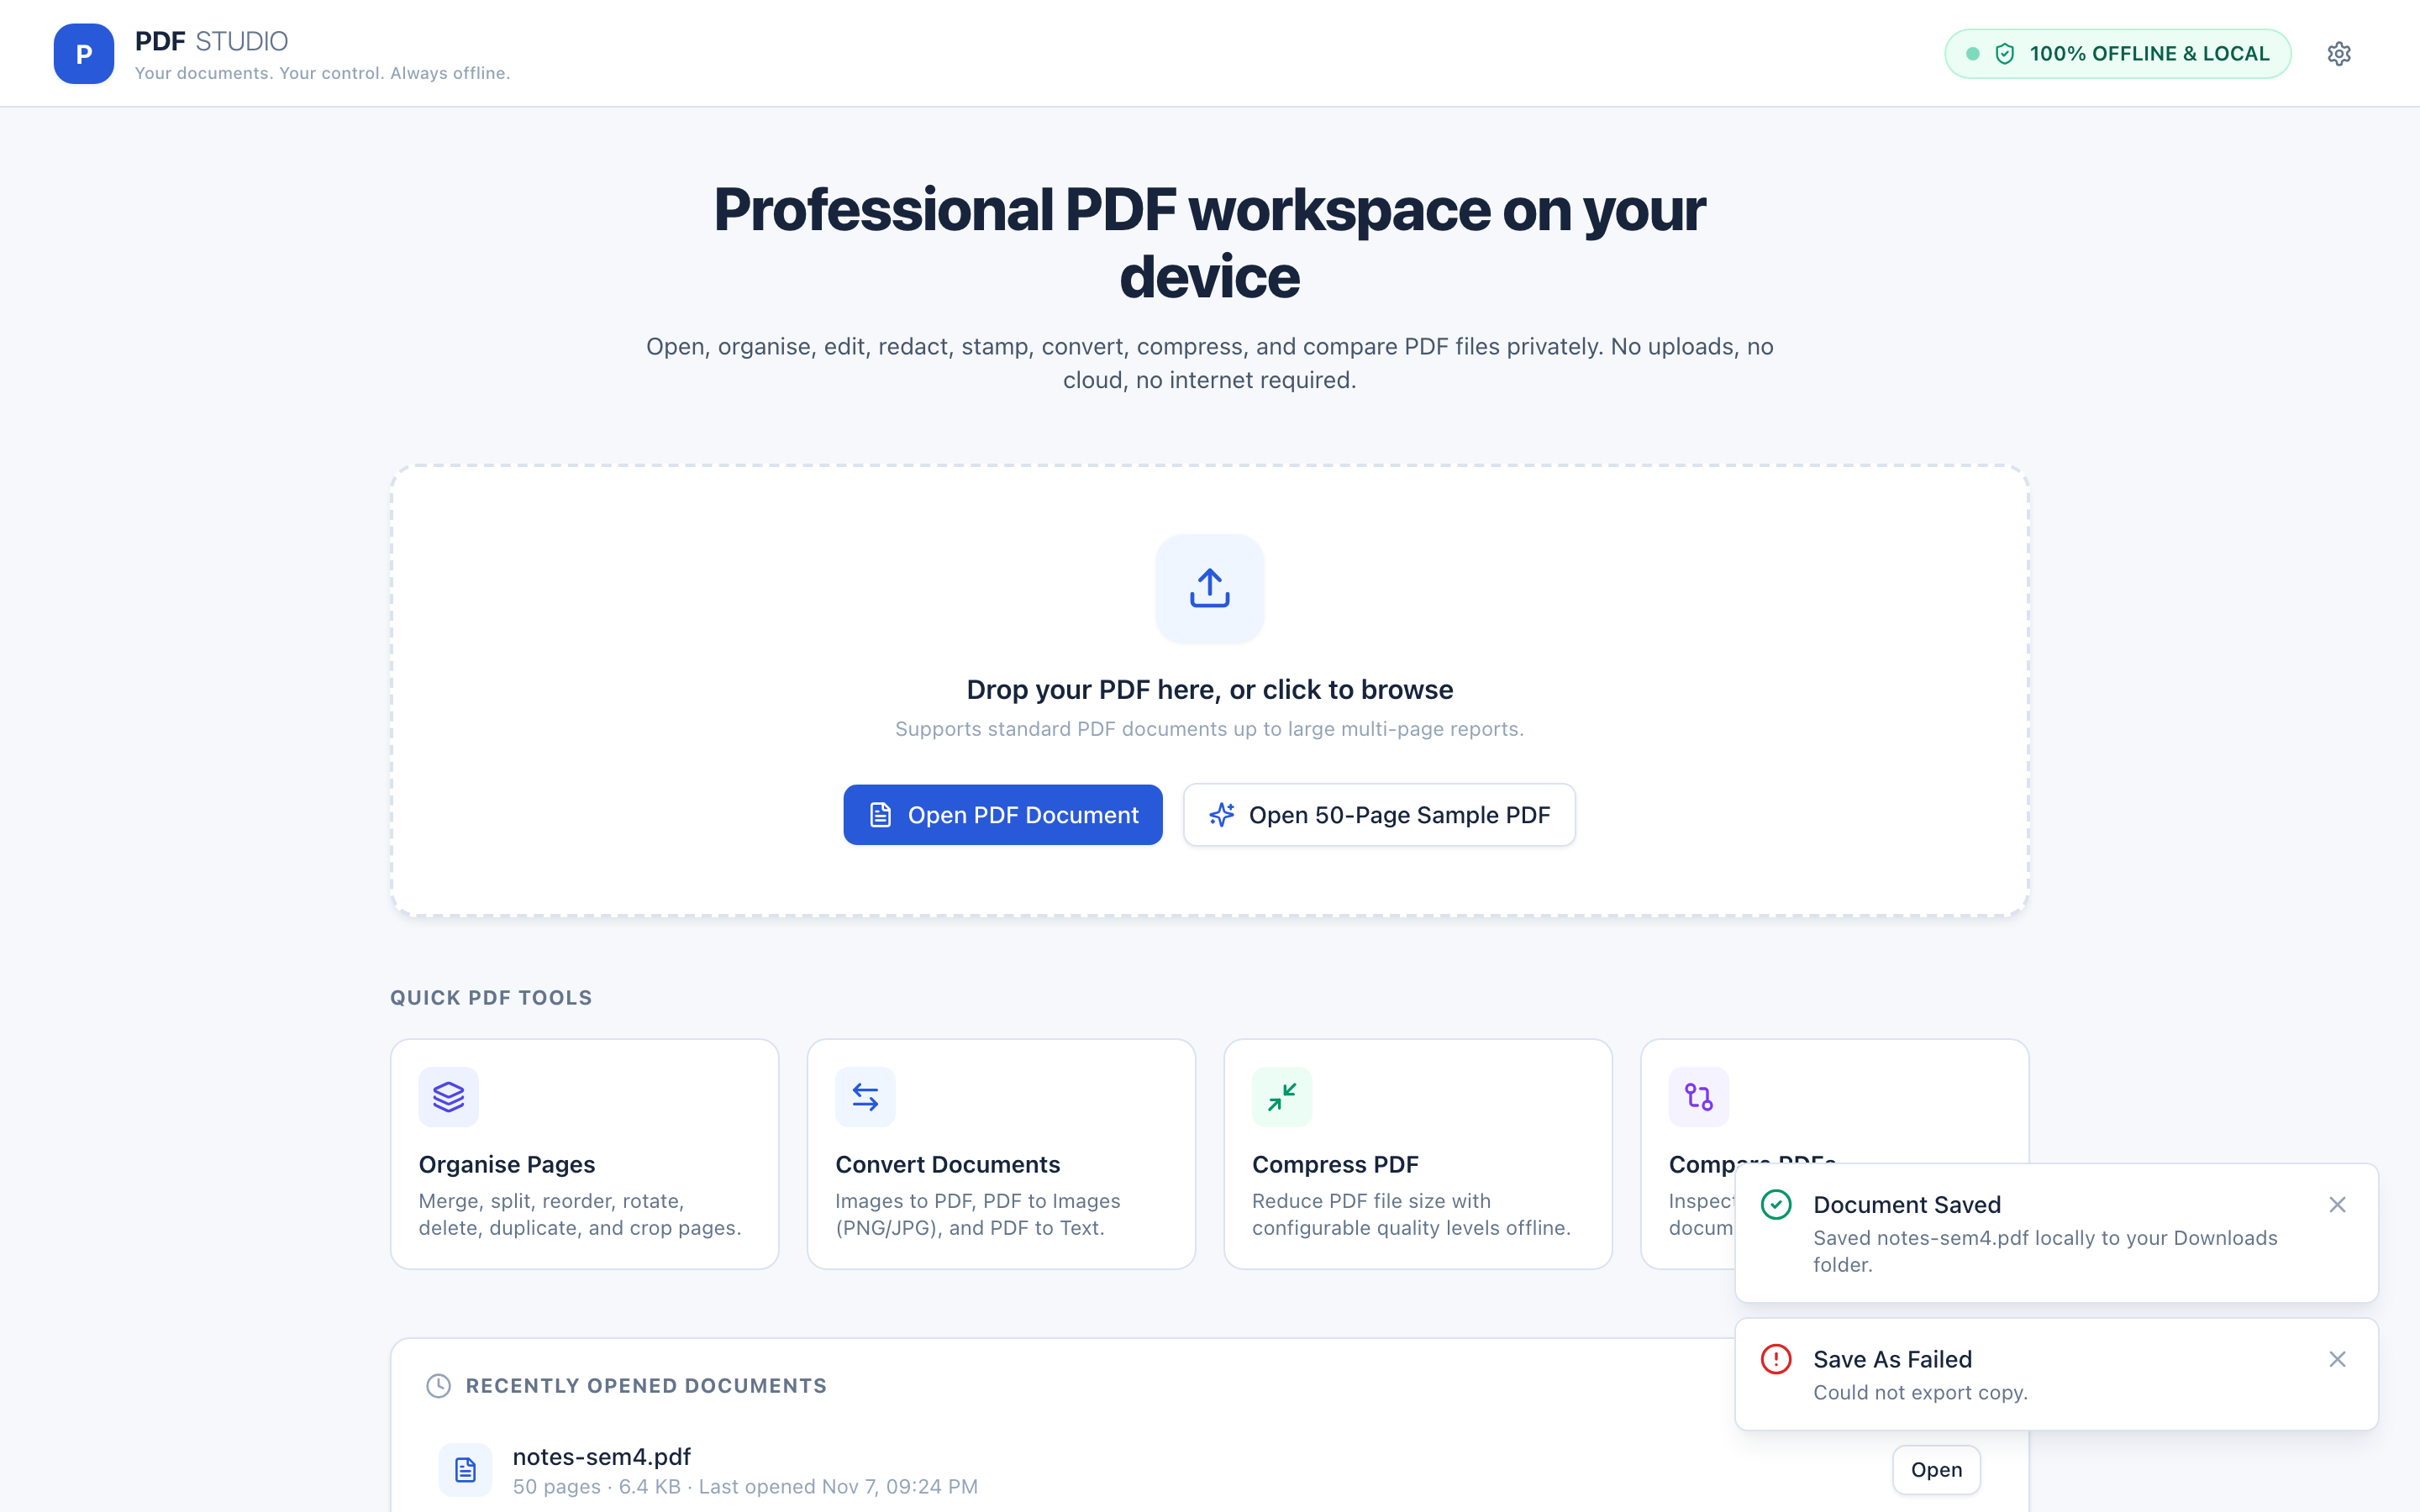 P
PDF STUDIO
Your documents. Your control. Always offline.
100% OFFLINE & LOCAL
Professional PDF workspace on your
device
Open, organise, edit, redact, stamp, convert, compress, and compare PDF files privately. No uploads, no
cloud, no internet required.
Drop your PDF here, or click to browse
Supports standard PDF documents up to large multi-page reports.
Open PDF Document
Open 50-Page Sample PDF
QUICK PDF TOOLS
Organise Pages
Merge, split, reorder, rotate,
delete, duplicate, and crop pages.
Convert Documents
Images to PDF, PDF to Images
(PNG/JPG), and PDF to Text.
Compress PDF
Reduce PDF file size with
configurable quality levels offline.
Compare PDFs
Document Saved
Saved notes-sem4.pdf locally to your Downloads
folder.
Save As Failed
Could not export copy.
RECENTLY OPENED DOCUMENTS
notes-sem4.pdf
50 pages · 6.4 KB · Last opened Nov 7, 09:24 PM
Open